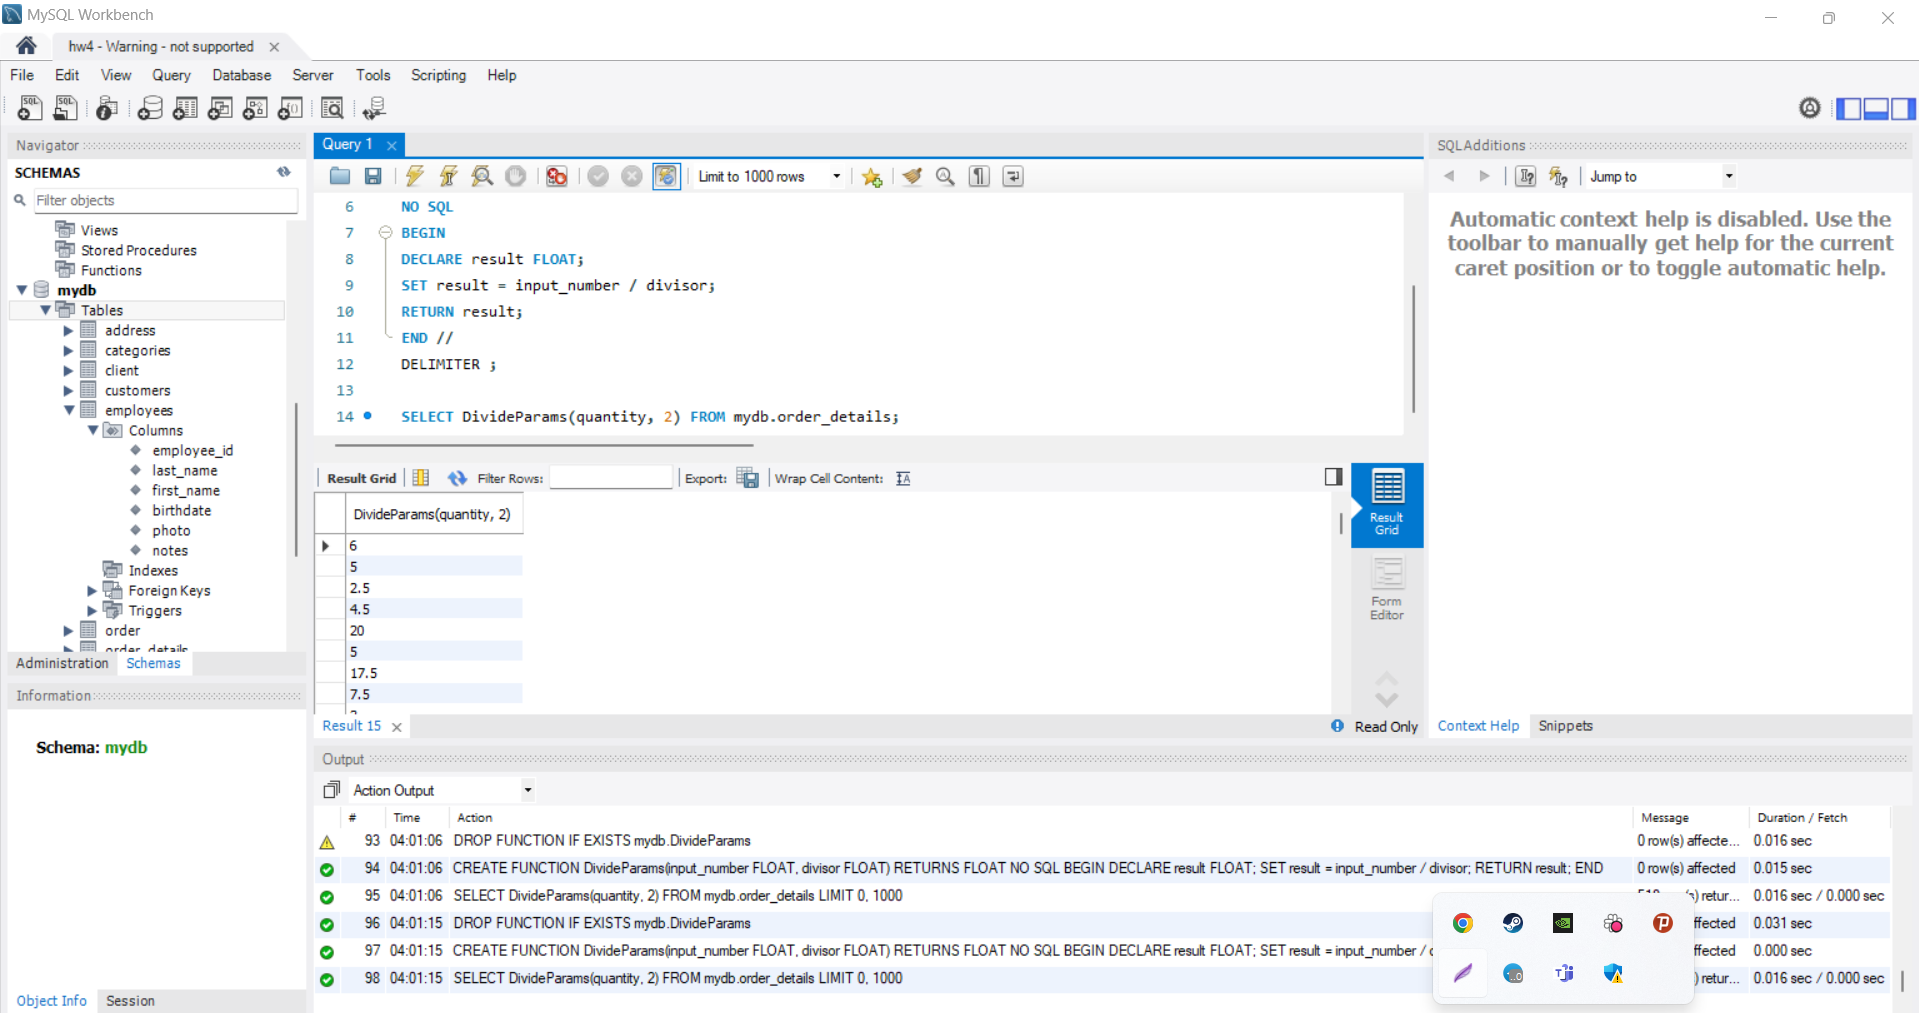 MySQL Workbench
hw4 - Warning - not supported
File Edit View Query Database Server Tools Scripting Help
Navigator
SCHEMAS
Filter objects
Views
Stored Procedures
Functions
mydb
Tables
address
categories
client
customers
employees
Columns
employee_id
last_name
first_name
birthdate
photo
notes
Indexes
Foreign Keys
Triggers
order
order_details
Administration Schemas
Information
Schema: mydb
Object Info Session
Query 1
Limit to 1000 rows
6 NO SQL
7 BEGIN
8 DECLARE result FLOAT;
9 SET result = input_number / divisor;
10 RETURN result;
11 END //
12 DELIMITER ;
13
14 SELECT DivideParams(quantity, 2) FROM mydb.order_details;
Result Grid Filter Rows: Export: Wrap Cell Content:
DivideParams(quantity, 2)
6
5
2.5
4.5
20
5
17.5
7.5
Result Grid
Form Editor
Result 15
Read Only
SQLAdditions
Jump to
Automatic context help is disabled. Use the
toolbar to manually get help for the current
caret position or to toggle automatic help.
Context Help Snippets
Output
Action Output
# Time Action Message Duration / Fetch
93 04:01:06 DROP FUNCTION IF EXISTS mydb.DivideParams 0 row(s) affecte... 0.016 sec
94 04:01:06 CREATE FUNCTION DivideParams(input_number FLOAT, divisor FLOAT) RETURNS FLOAT NO SQL BEGIN DECLARE result FLOAT; SET result = input_number / divisor; RETURN result; END 0 row(s) affected 0.015 sec
95 04:01:06 SELECT DivideParams(quantity, 2) FROM mydb.order_details LIMIT 0, 1000 retur... 0.016 sec / 0.000 sec
96 04:01:15 DROP FUNCTION IF EXISTS mydb.DivideParams ffected 0.031 sec
97 04:01:15 CREATE FUNCTION DivideParams(input_number FLOAT, divisor FLOAT) RETURNS FLOAT NO SQL BEGIN DECLARE result FLOAT; SET result = input_number / ffected 0.000 sec
98 04:01:15 SELECT DivideParams(quantity, 2) FROM mydb.order_details LIMIT 0, 1000 ) retur... 0.016 sec / 0.000 sec